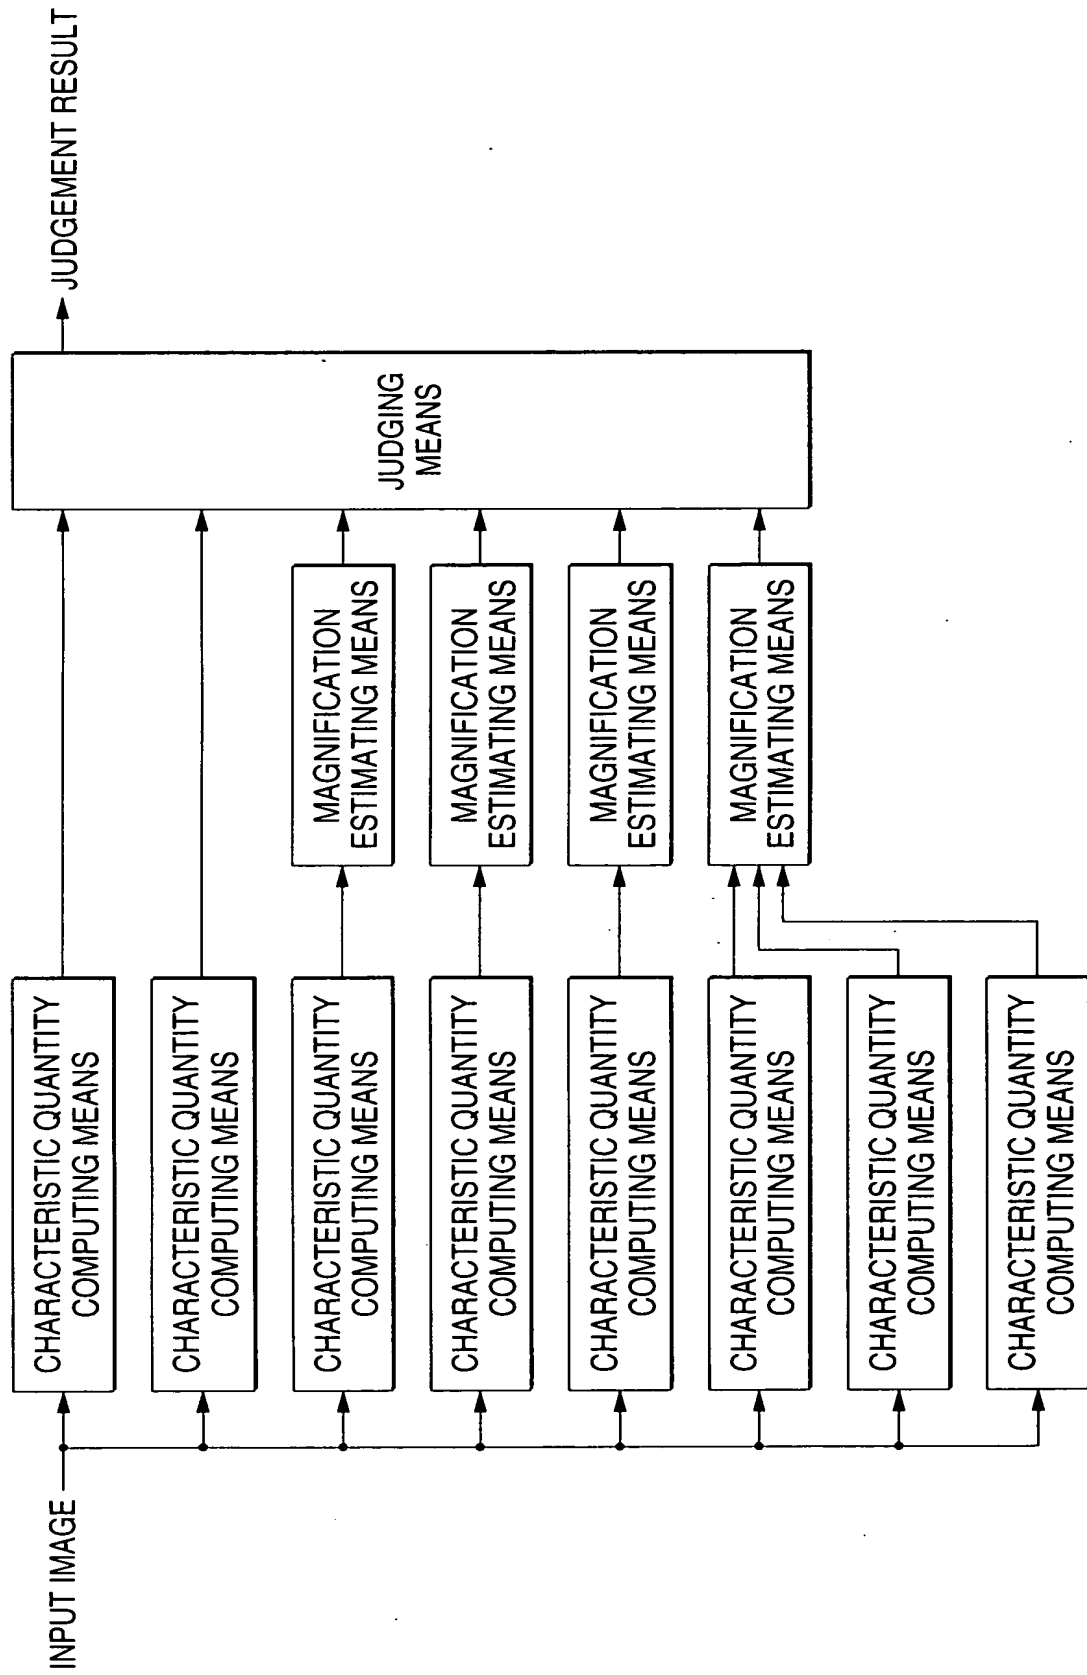 INPUT IMAGE
CHARACTERISTIC QUANTITY
COMPUTING MEANS
CHARACTERISTIC QUANTITY
COMPUTING MEANS
CHARACTERISTIC QUANTITY
COMPUTING MEANS
CHARACTERISTIC QUANTITY
COMPUTING MEANS
CHARACTERISTIC QUANTITY
COMPUTING MEANS
CHARACTERISTIC QUANTITY
COMPUTING MEANS
CHARACTERISTIC QUANTITY
COMPUTING MEANS
CHARACTERISTIC QUANTITY
COMPUTING MEANS
MAGNIFICATION
ESTIMATING MEANS
MAGNIFICATION
ESTIMATING MEANS
MAGNIFICATION
ESTIMATING MEANS
MAGNIFICATION
ESTIMATING MEANS
JUDGING
MEANS
JUDGEMENT RESULT